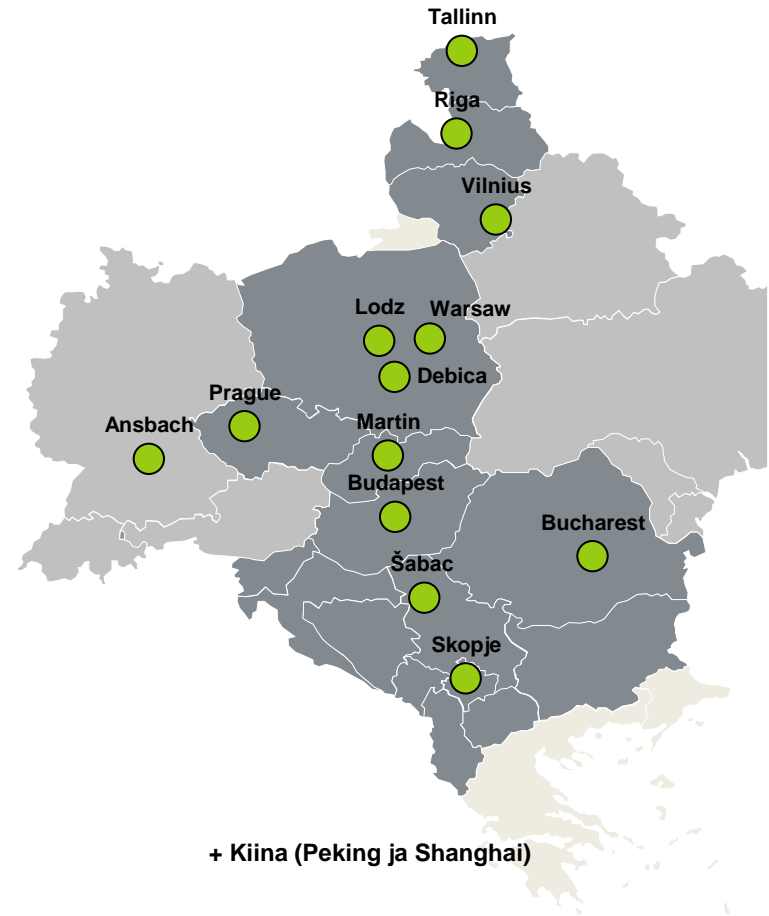 Tallinn
Riga
Vilnius
Lodz
Warsaw
Debica
Prague
Ansbach
Martin
Budapest
Bucharest
Šabac
Skopje
+ Kiina (Peking ja Shanghai)